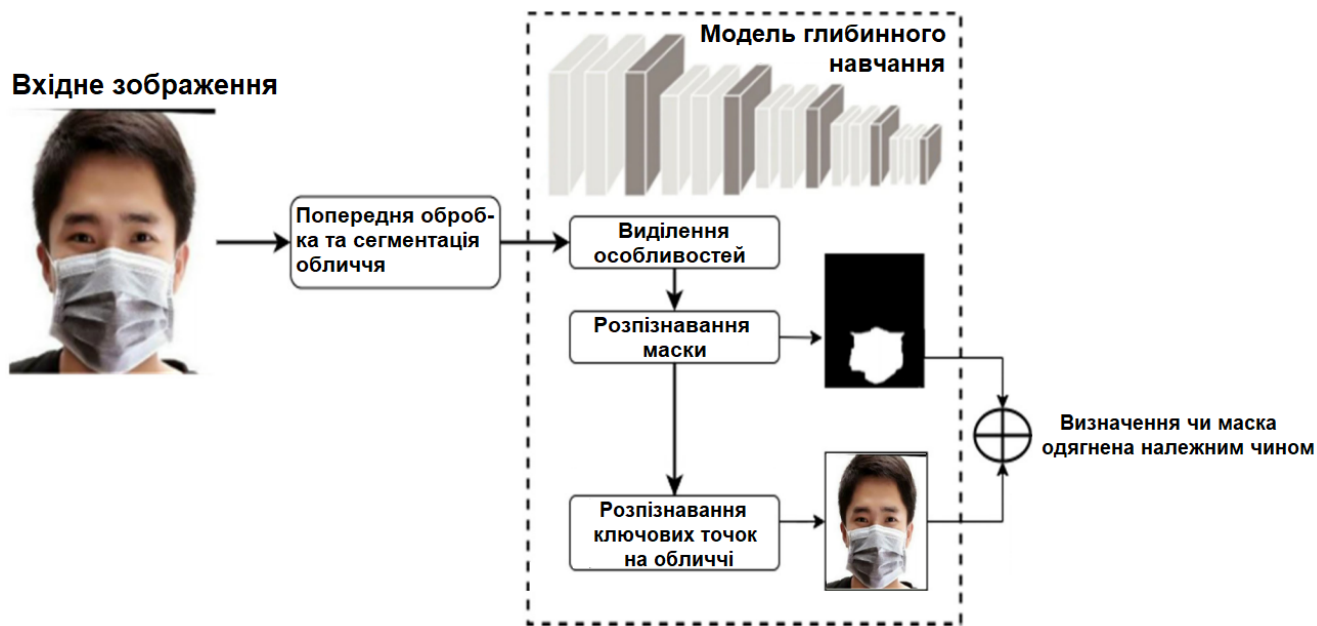 Модель глибинного
навчання
Вхідне зображення
Попередня оброб-
ка та сегментація
обличчя
Виділення
особливостей
Розпізнавання
маски
Розпізнавання
ключових точок
на обличчі
Визначення чи маска
одягнена належним чином